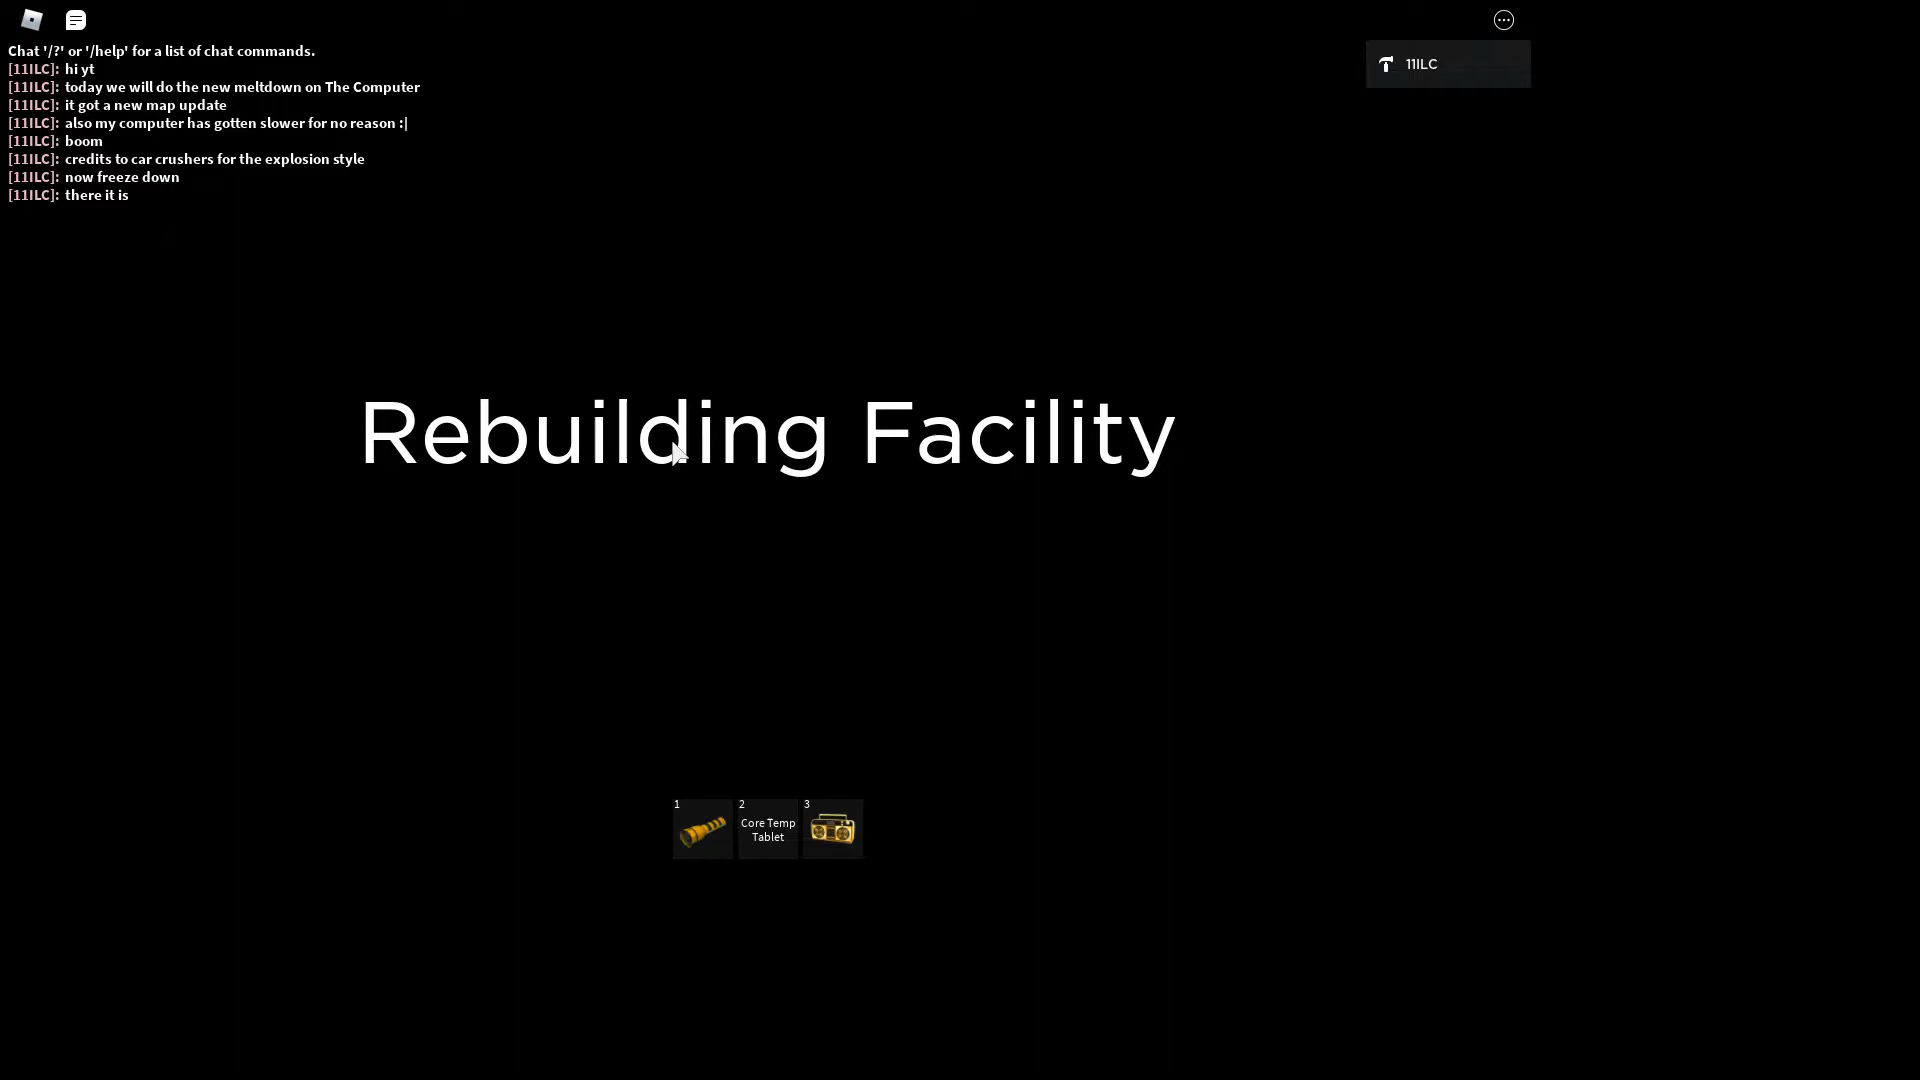 Chat '/?' or '/help' for a list of chat commands.
[11ILC]: hi yt
[11ILC]: today we will do the new meltdown on The Computer
[11ILC]: it got a new map update
[11ILC]: also my computer has gotten slower for no reason :|
[11ILC]: boom
[11ILC]: credits to car crushers for the explosion style
[11ILC]: now freeze down
[11ILC]: there it is
11ILC
Rebuilding Facility
1
2
3
Core Temp
Tablet